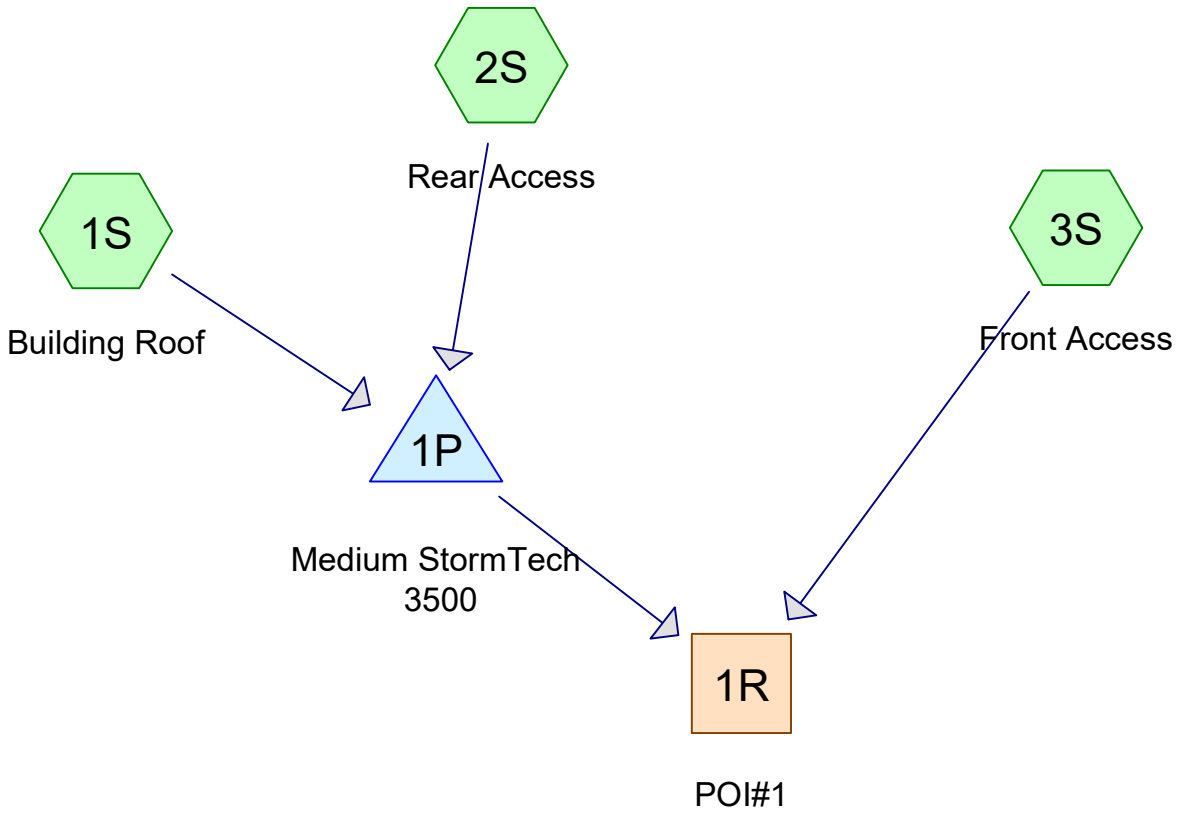 2S
Rear Access
1S
Building Roof
3S
Front Access
1P
Medium StormTech
3500
1R
POI#1